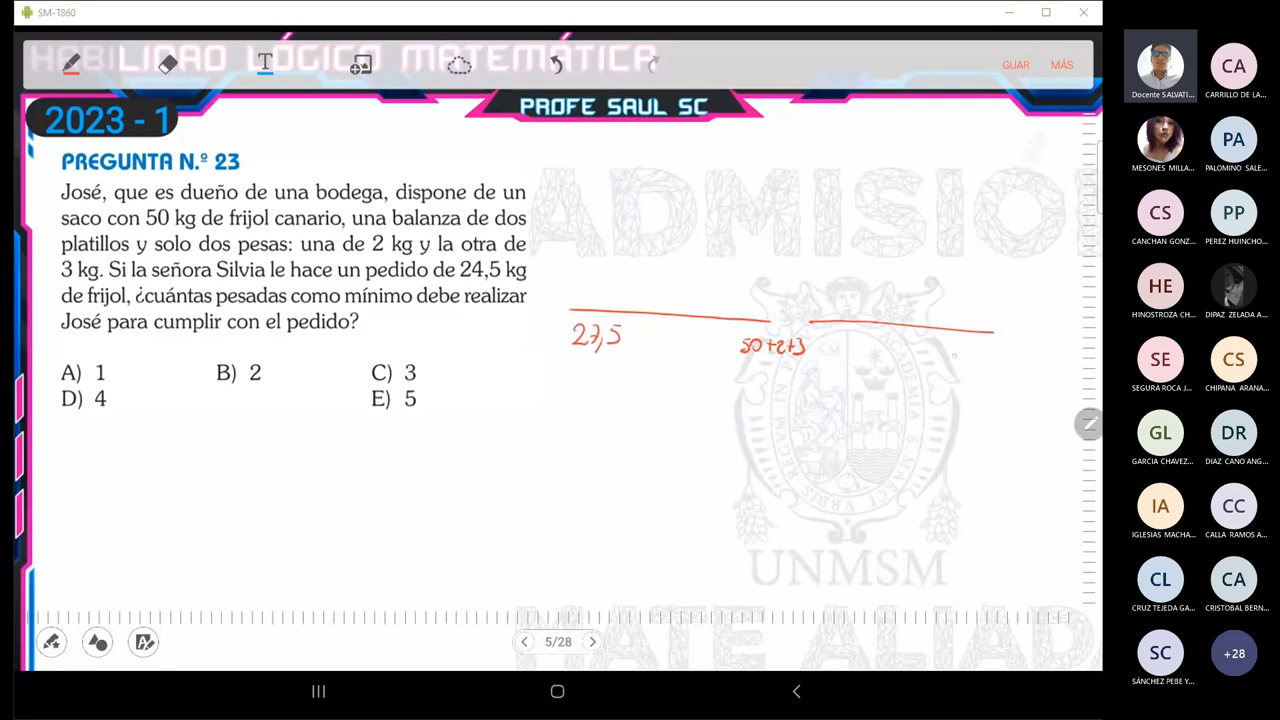 SM-T860
HABILIDAD LÓGICO MATEMÁTICA
GUAR
MÁS
PROFE SAUL SC
2023 - 1
PREGUNTA N.º 23
José, que es dueño de una bodega, dispone de un
saco con 50 kg de frijol canario, una balanza de dos
platillos y solo dos pesas: una de 2 kg y la otra de
3 kg. Si la señora Silvia le hace un pedido de 24,5 kg
de frijol, ¿cuántas pesadas como mínimo debe realizar
José para cumplir con el pedido?
A) 1 B) 2 C) 3
D) 4 E) 5
27,5
50+2+3
ADMISION
UNMSM
MATE ALIADA
5/28
Docente SALVATI...
CA
CARRILLO DE LA...
MESONES MILLA...
PA
PALOMINO SALE...
CS
CANCHAN GONZ...
PP
PEREZ HUINCHO...
HE
HINOSTROZA CH...
DIPAZ ZELADA A...
SE
SEGURA ROCA J...
CS
CHIPANA ARANA...
GL
GARCIA CHAVEZ...
DR
DIAZ CANO ANG...
IA
IGLESIAS MACHA...
CC
CALLA RAMOS A...
CL
CRUZ TEJEDA GA...
CA
CRISTOBAL BERN...
SC
SÁNCHEZ PEBE Y...
+28